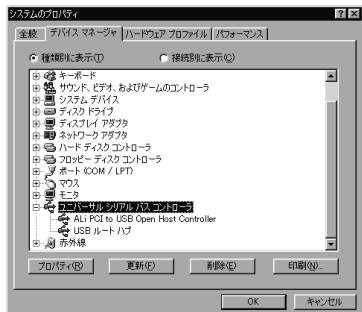 システムのプロパティ
全般 デバイス マネージャ ハードウェア プロファイル パフォーマンス
種類別に表示(T) 接続別に表示(C)
キーボード
サウンド、ビデオ、およびゲームのコントローラ
システム デバイス
ディスク ドライブ
ディスプレイ アダプタ
ネットワーク アダプタ
ハード ディスク コントローラ
フロッピー ディスク コントローラ
ポート (COM / LPT)
マウス
モニタ
ユニバーサル シリアル バス コントローラ
ALi PCI to USB Open Host Controller
USB ルート ハブ
赤外線
プロパティ(R) 更新(F) 削除(E) 印刷(N)...
OK キャンセル